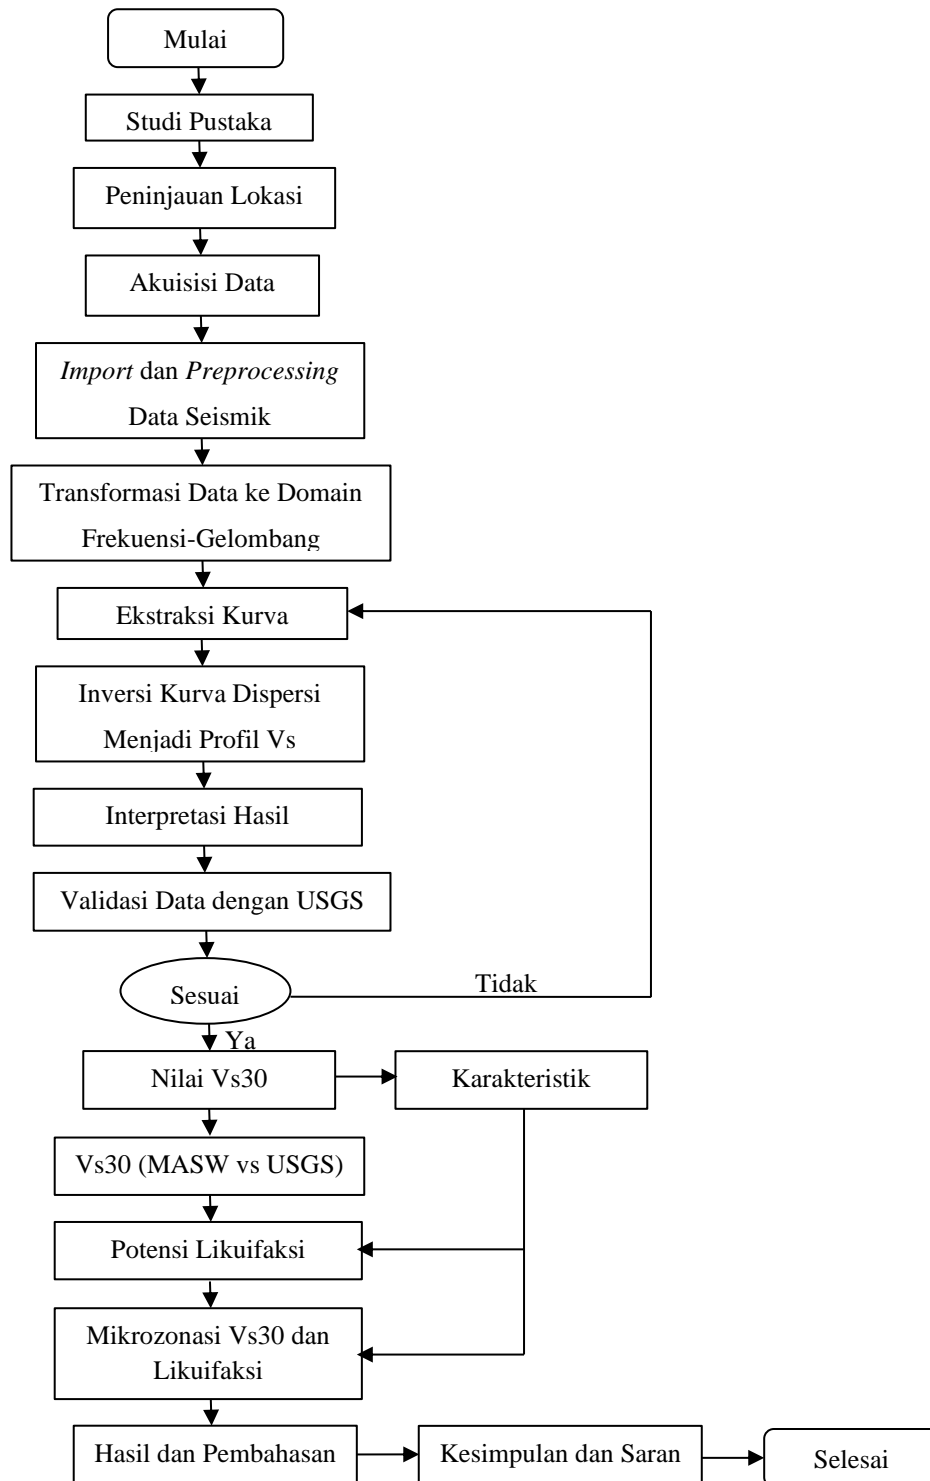 Mulai
Studi Pustaka
Peninjauan Lokasi
Akuisisi Data
Import dan Preprocessing
Data Seismik
Transformasi Data ke Domain
Frekuensi-Gelombang
Ekstraksi Kurva
Inversi Kurva Dispersi
Menjadi Profil Vs
Interpretasi Hasil
Validasi Data dengan USGS
Sesuai
Tidak
Ya
Nilai Vs30
Karakteristik
Vs30 (MASW vs USGS)
Potensi Likuifaksi
Mikrozonasi Vs30 dan
Likuifaksi
Hasil dan Pembahasan
Kesimpulan dan Saran
Selesai